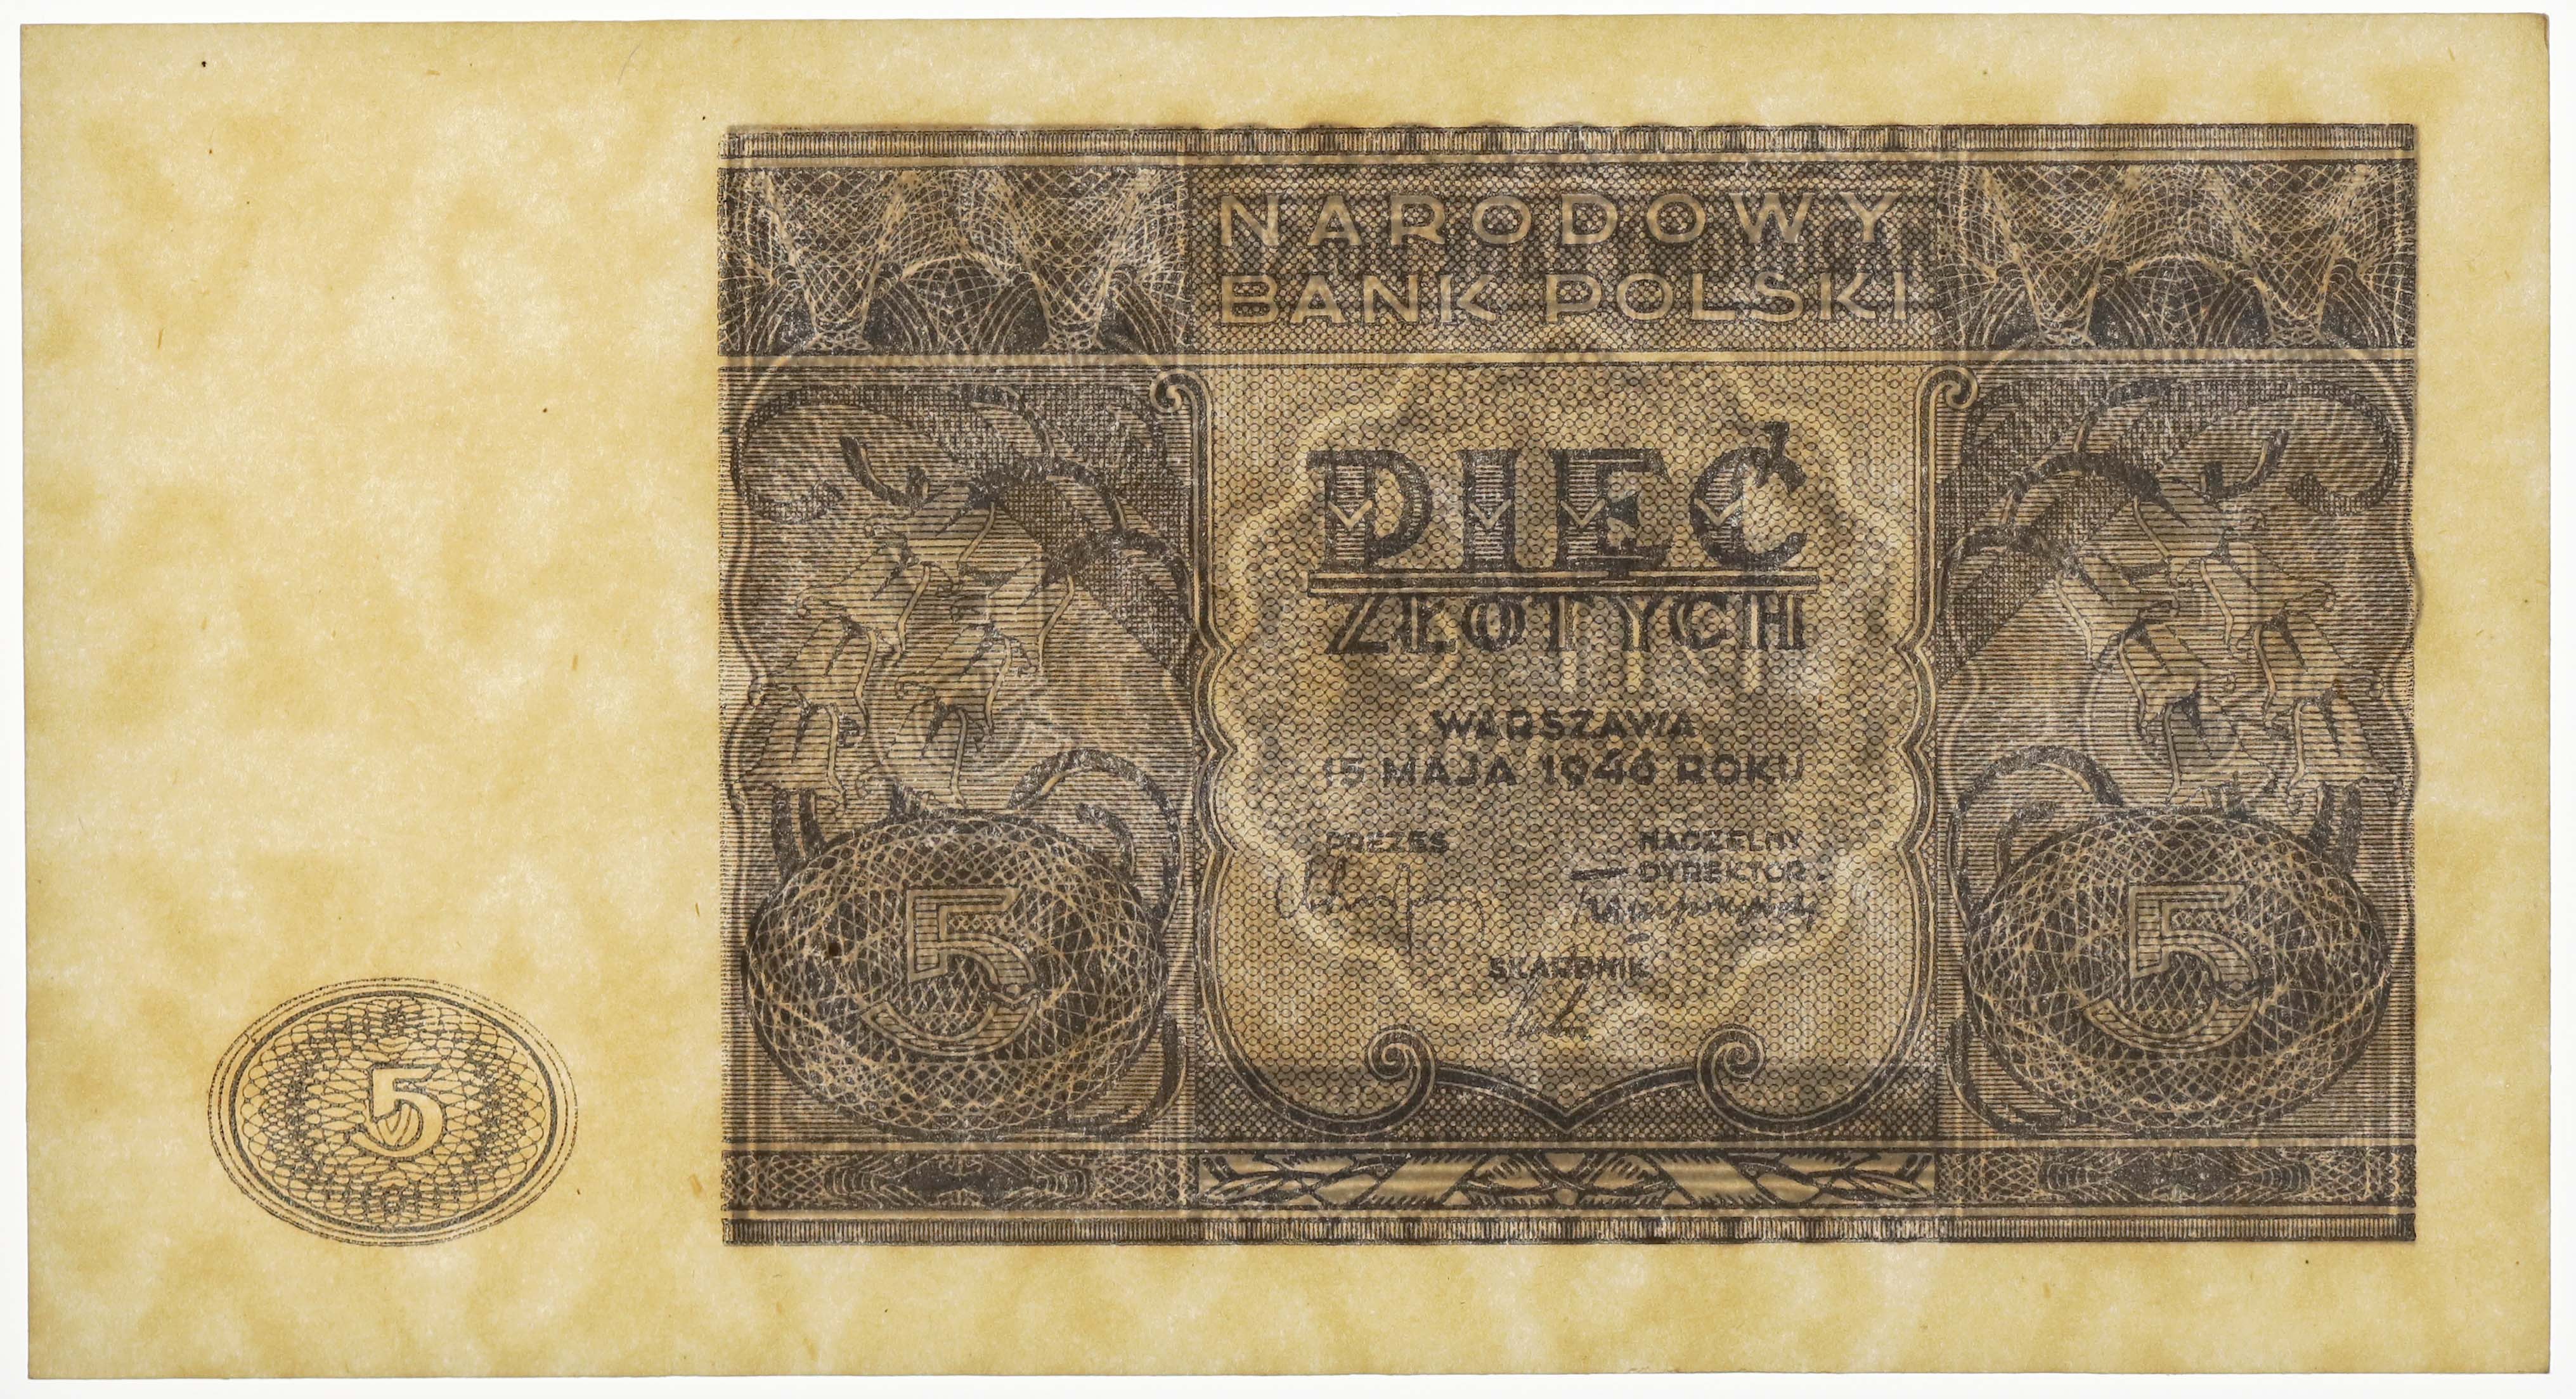 NARODOWY
BANK POLSKI
PIĘĆ
ZŁOTYCH
WARSZAWA
15 MAJA 1946 ROKU
PREZES
NACZELNY
DYREKTOR
SKARBNIK
5
5
5